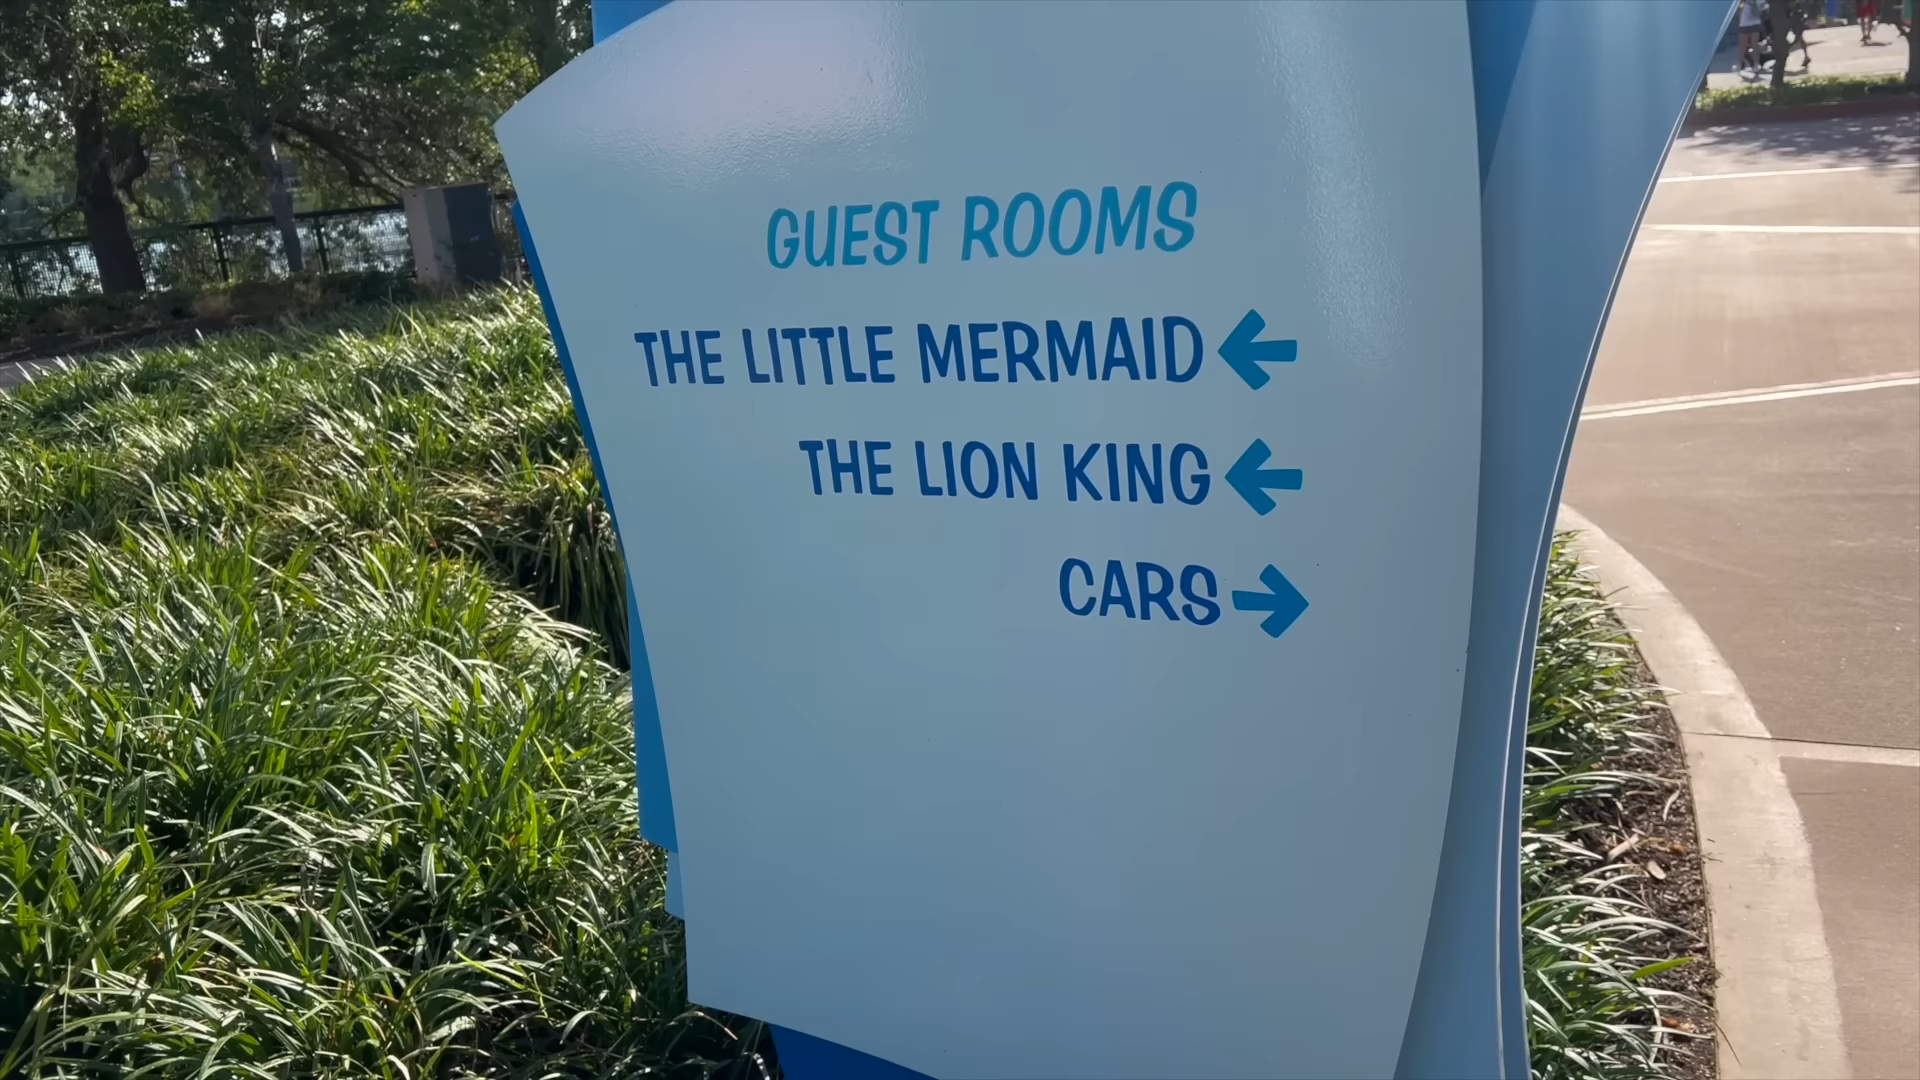 GUEST ROOMS
THE LITTLE MERMAID ←
THE LION KING ←
CARS →